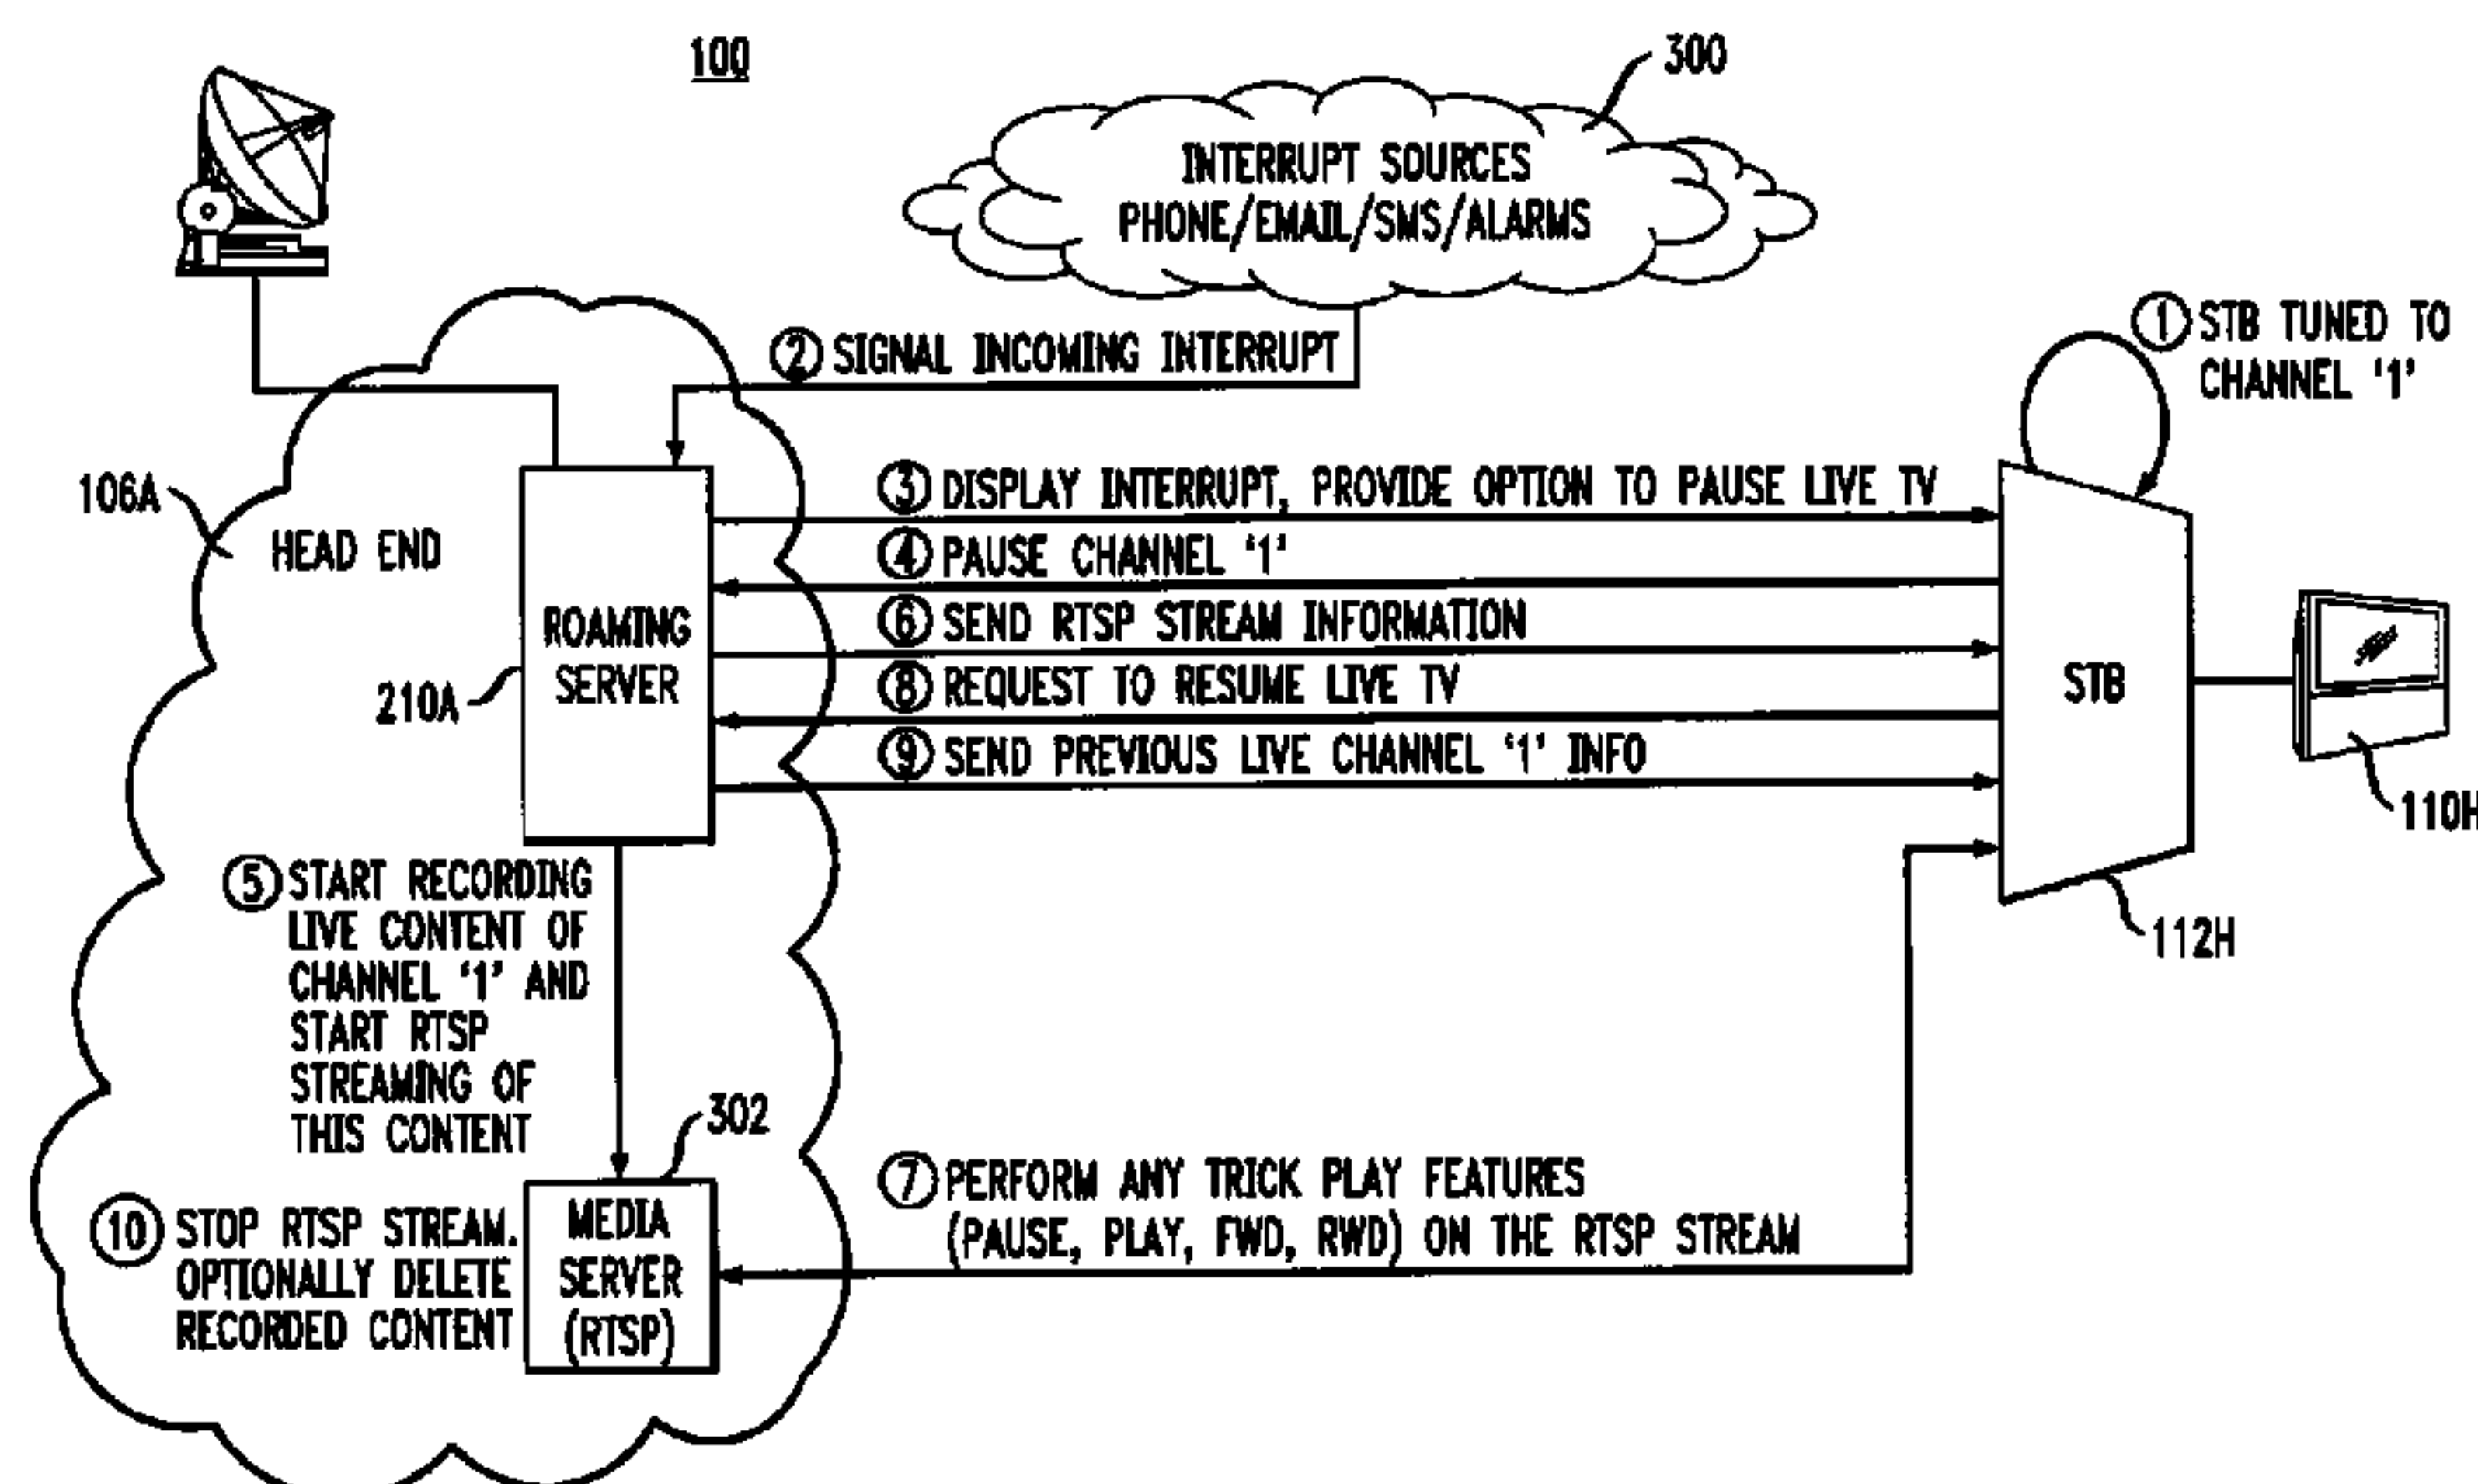 100
300
INTERRUPT SOURCES
PHONE/EMAIL/SMS/ALARMS
① STB TUNED TO
CHANNEL '1'
② SIGNAL INCOMING INTERRUPT
106A
HEAD END
③ DISPLAY INTERRUPT, PROVIDE OPTION TO PAUSE LIVE TV
④ PAUSE CHANNEL '1'
⑥ SEND RTSP STREAM INFORMATION
⑧ REQUEST TO RESUME LIVE TV
⑨ SEND PREVIOUS LIVE CHANNEL '1' INFO
ROAMING
SERVER
210A
STB
110H
112H
⑤ START RECORDING
LIVE CONTENT OF
CHANNEL '1' AND
START RTSP
STREAMING OF
THIS CONTENT
302
⑦ PERFORM ANY TRICK PLAY FEATURES
(PAUSE, PLAY, FWD, RWD) ON THE RTSP STREAM
⑩ STOP RTSP STREAM.
OPTIONALLY DELETE
RECORDED CONTENT
MEDIA
SERVER
(RTSP)